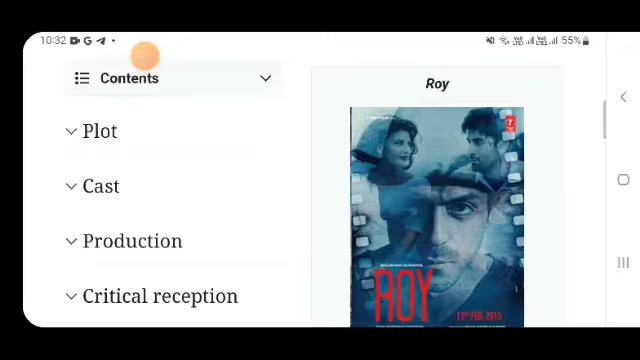 10:32
55%
Contents
Roy
Plot
Cast
Production
Critical reception
ROY
13TH FEB. 2015